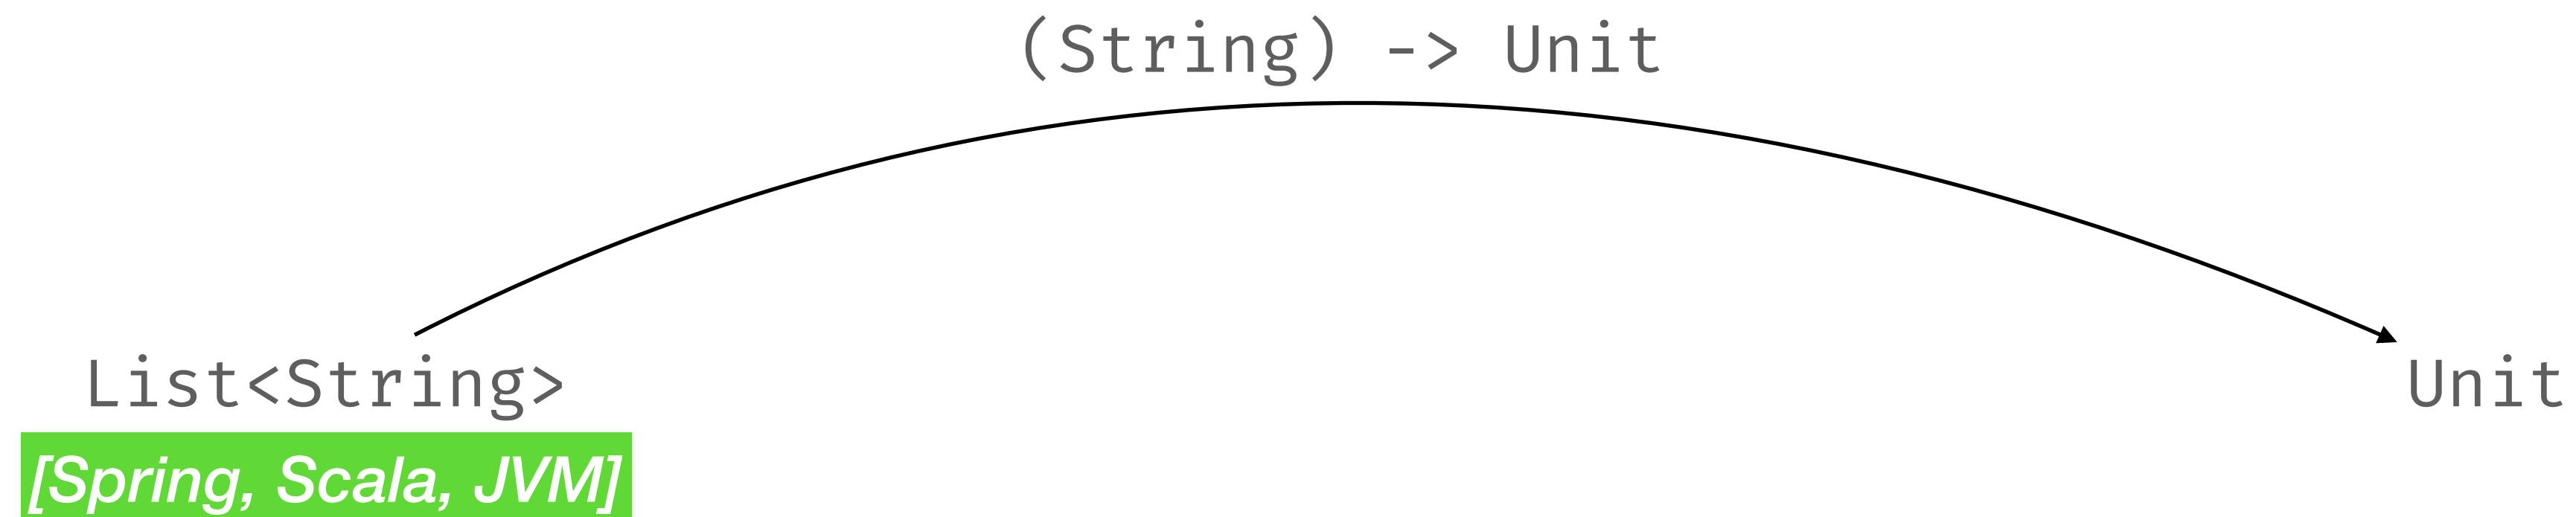 (String) -> Unit
List<String>
Unit
[Spring, Scala, JVM]